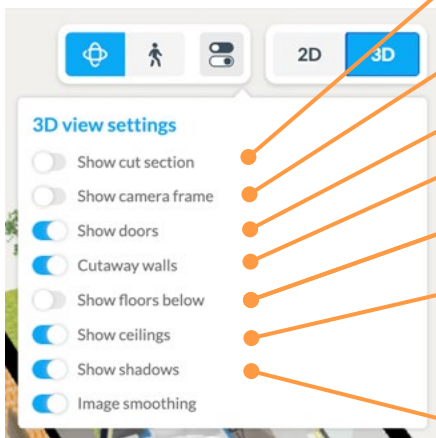 2D 3D
3D view settings
Show cut section
Show camera frame
Show doors
Cutaway walls
Show floors below
Show ceilings
Show shadows
Image smoothing